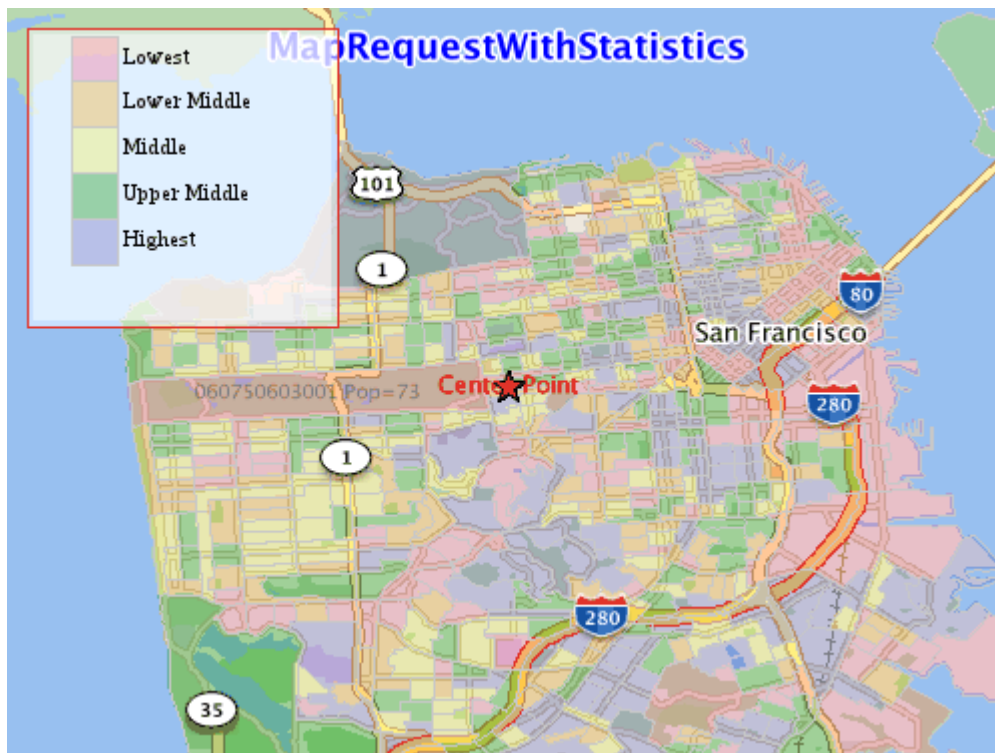 MapRequestWithStatistics
Lowest
Lower Middle
Middle
Upper Middle
Highest
101
1
80
San Francisco
060750603001 Pop=73
Center Point
280
1
280
35